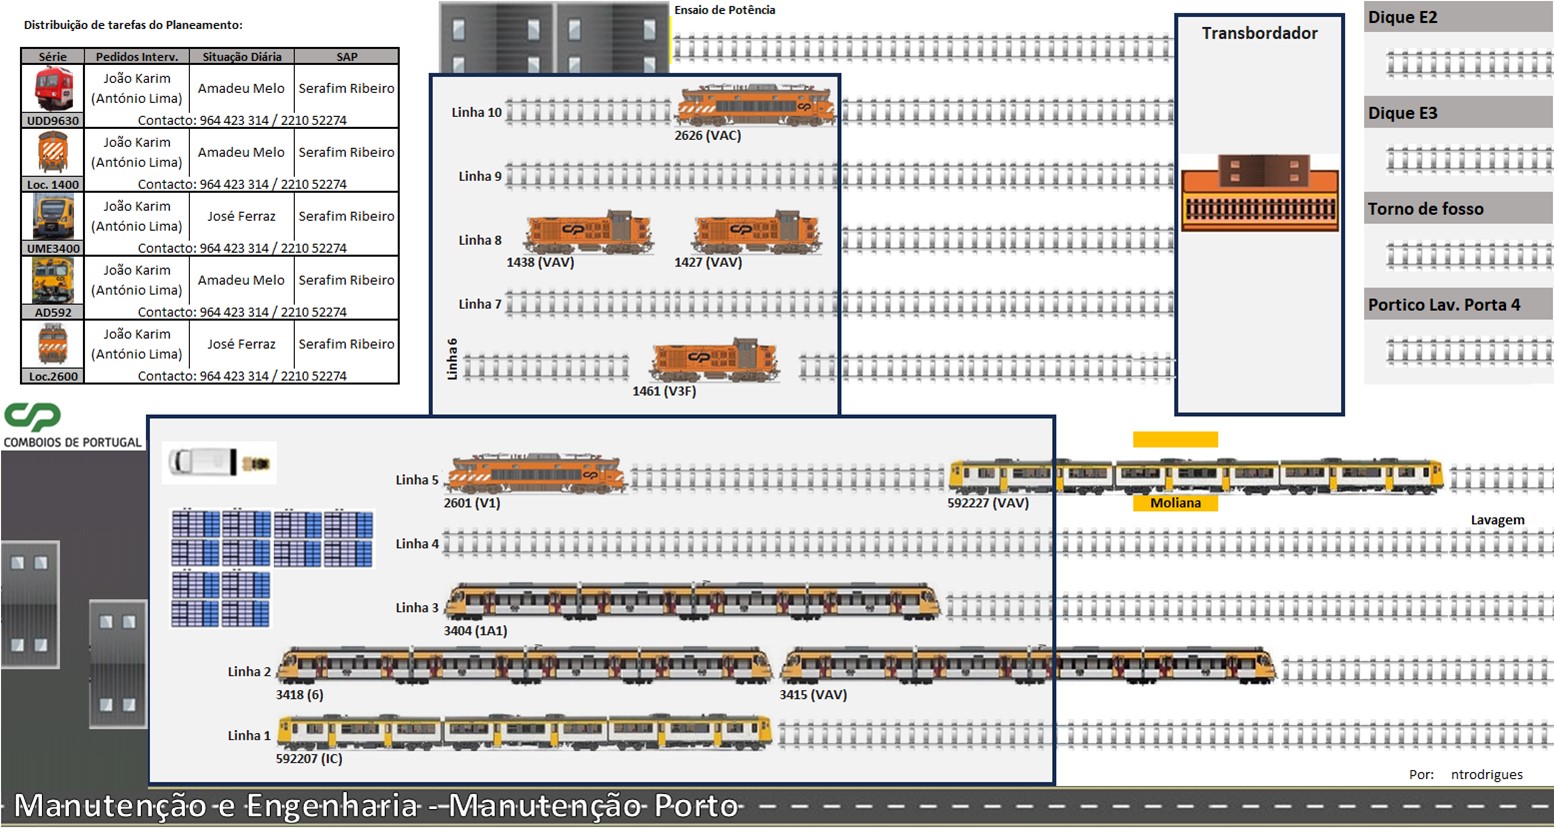 Distribuição de tarefas do Planeamento:
Série Pedidos Interv. Situação Diária SAP
João Karim
(António Lima) Amadeu Melo Serafim Ribeiro
UDD9630 Contacto: 964 423 314 / 2210 52274
João Karim
(António Lima) Amadeu Melo Serafim Ribeiro
Loc. 1400 Contacto: 964 423 314 / 2210 52274
João Karim
(António Lima) José Ferraz Serafim Ribeiro
UME3400 Contacto: 964 423 314 / 2210 52274
João Karim
(António Lima) Amadeu Melo Serafim Ribeiro
AD592 Contacto: 964 423 314 / 2210 52274
João Karim
(António Lima) José Ferraz Serafim Ribeiro
Loc.2600 Contacto: 964 423 314 / 2210 52274
CP
COMBOIOS DE PORTUGAL
Ensaio de Potência
Linha 10
2626 (VAC)
Linha 9
Linha 8
1438 (VAV) 1427 (VAV)
Linha 7
Linha 6
1461 (V3F)
Transbordador
Dique E2
Dique E3
Torno de fosso
Portico Lav. Porta 4
Linha 5
2601 (V1) 592227 (VAV) Moliana
Lavagem
Linha 4
Linha 3
3404 (1A1)
Linha 2
3418 (6) 3415 (VAV)
Linha 1
592207 (IC)
Por: ntrodrigues
Manutenção e Engenharia - Manutenção Porto